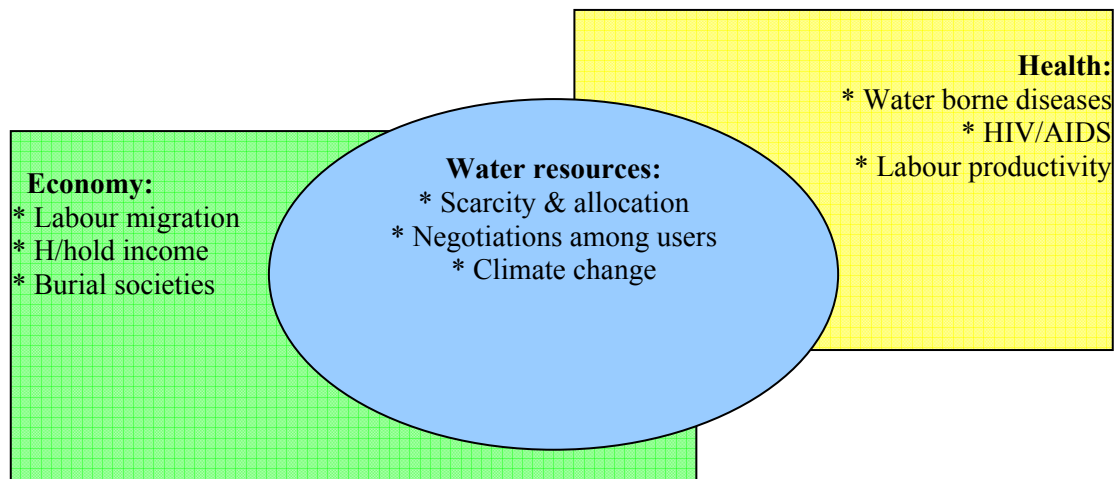 Economy:
* Labour migration
* H/hold income
* Burial societies
Water resources:
* Scarcity & allocation
* Negotiations among users
* Climate change
Health:
* Water borne diseases
* HIV/AIDS
* Labour productivity